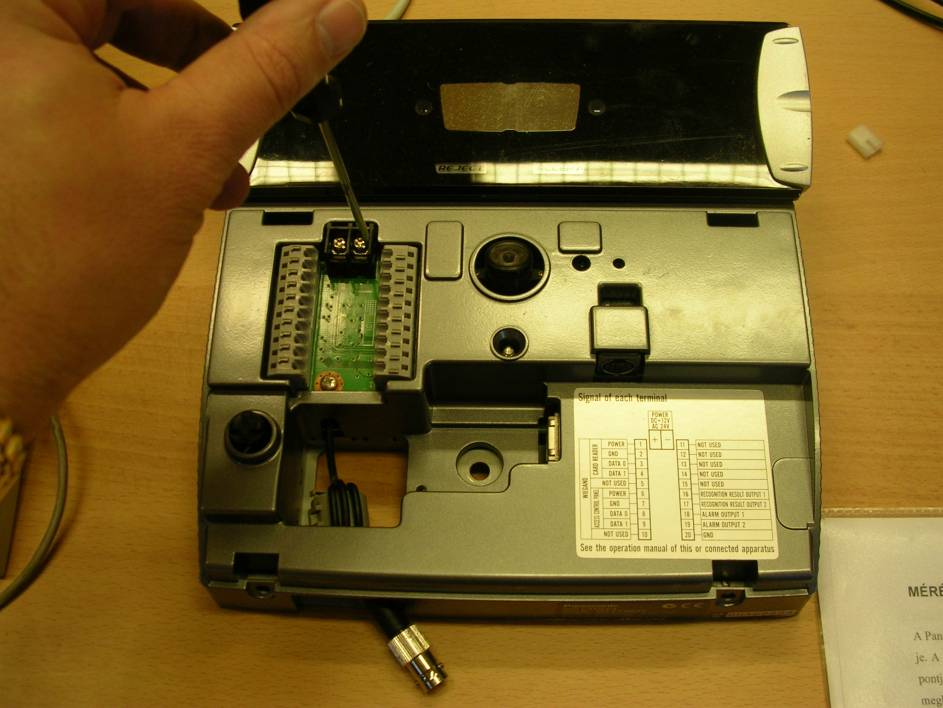 REJECT
Signal of each terminal
POWER
DC=12V
AC 24V
+ -
WIEGAND
CARD READER
POWER 1
GND 2
DATA 0 3
DATA 1 4
NOT USED 5
ACCESS CONTROL PANEL
POWER 6
GND 7
DATA 0 8
DATA 1 9
NOT USED 10
11 NOT USED
12 NOT USED
13 NOT USED
14 NOT USED
15 NOT USED
16 RECOGNITION RESULT OUTPUT 1
17 RECOGNITION RESULT OUTPUT 2
18 ALARM OUTPUT 1
19 ALARM OUTPUT 2
20 GND
See the operation manual of this or connected apparatus
CE
MÉRÉ
A Pan
je. A
pontj
megl